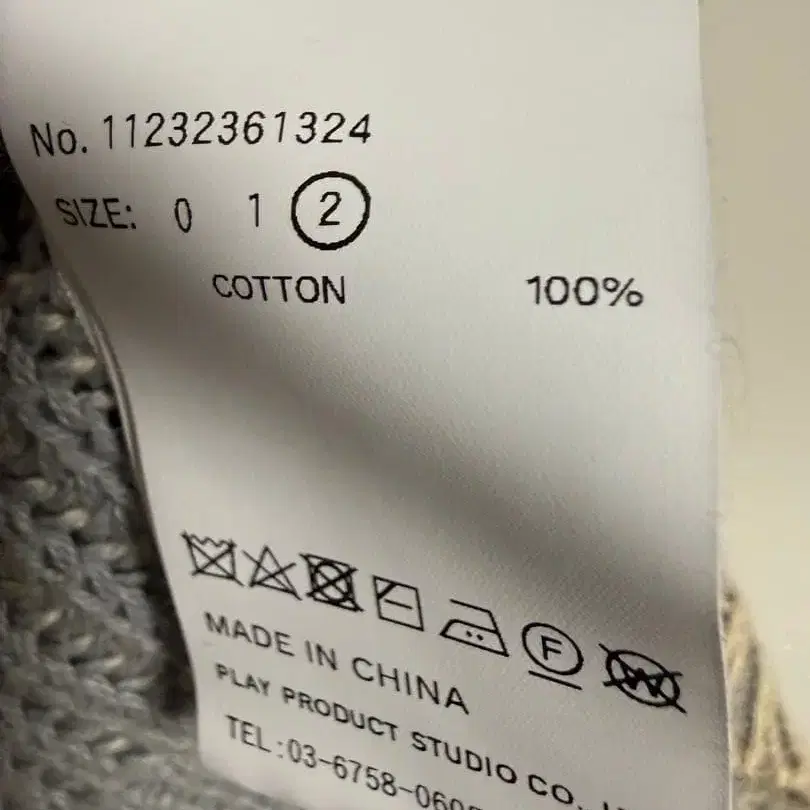 No. 11232361324
SIZE: 0 1 2
COTTON 100%
F W
MADE IN CHINA
PLAY PRODUCT STUDIO CO.
TEL:03-6758-060